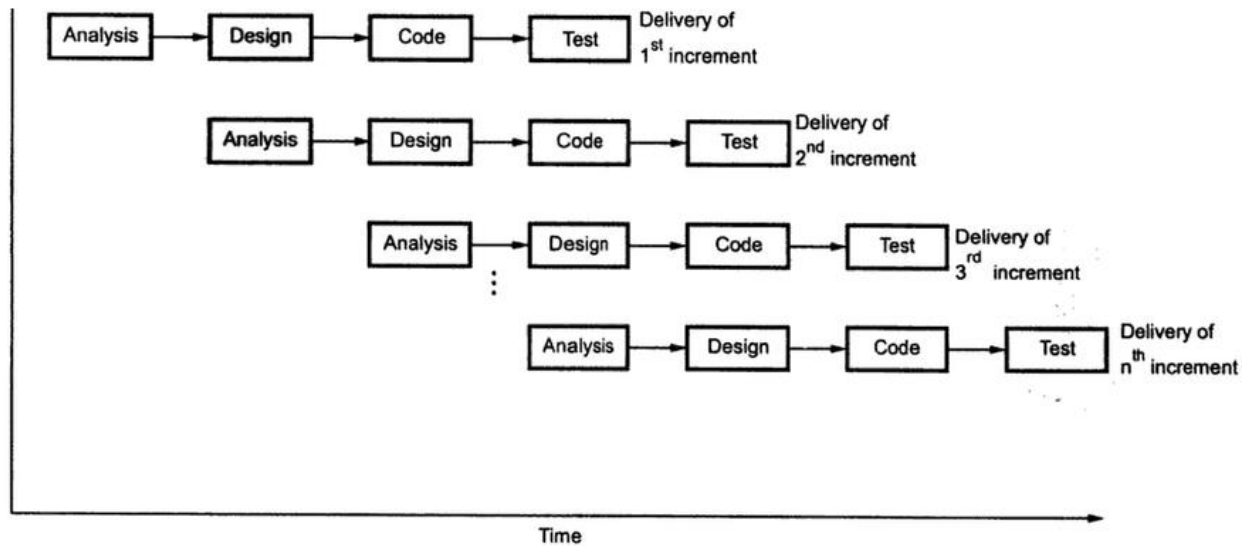 Analysis Design Code Test Delivery of
1st increment
Analysis Design Code Test Delivery of
2nd increment
Analysis Design Code Test Delivery of
3rd increment
Analysis Design Code Test Delivery of
nth increment
Time